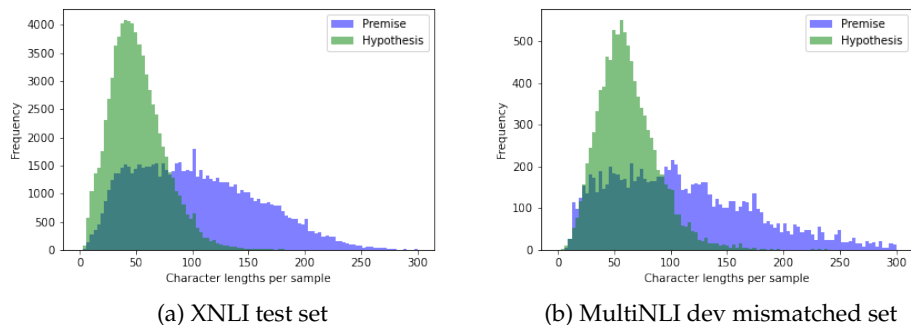 Premise
Hypothesis
4000
3500
3000
2500
2000
1500
1000
500
0
Frequency
0
50
100
150
200
250
300
Character lengths per sample
(a) XNLI test set
Premise
Hypothesis
500
400
300
200
100
0
Frequency
0
50
100
150
200
250
300
Character lengths per sample
(b) MultiNLI dev mismatched set